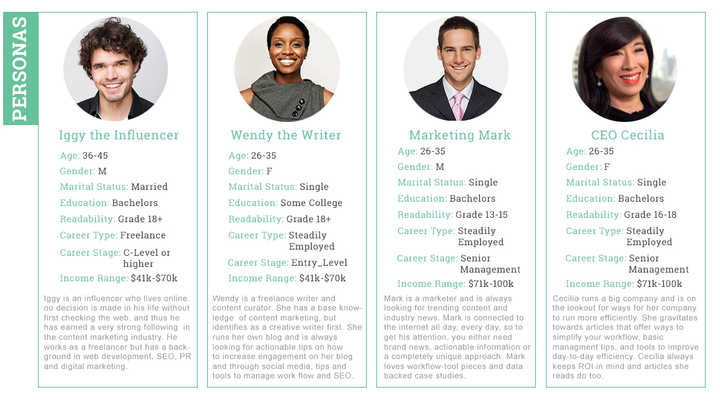 PERSONAS
Iggy the Influencer
Age: 36-45
Gender: M
Marital Status: Married
Education: Bachelors
Readability: Grade 18+
Career Type: Freelance
Career Stage: C-Level or
higher
Income Range: $41k-$70k
Iggy is an influencer who lives online.
no decision is made in his life without
first checking the web, and thus he
has earned a very strong following in
the content marketing industry. He
works as a freelancer but has a back-
ground in web development, SEO, PR
and digital marketing.
Wendy the Writer
Age: 26-35
Gender: F
Marital Status: Single
Education: Some College
Readability: Grade 18+
Career Type: Steadily
Employed
Career Stage: Entry_Level
Income Range: $41k-$70k
Wendy is a freelance writer and
content curator. She has a base know-
ledge of content marketing, but
identifies as a creative writer first. She
runs her own blog and is always
looking for actionable tips on how
to increase engagement on her blog
and through social media, tips and
tools to manage work flow and SEO.
Marketing Mark
Age: 26-35
Gender: M
Marital Status: Single
Education: Bachelors
Readability: Grade 13-15
Career Type: Steadily
Employed
Career Stage: Senior
Management
Income Range: $71k-100k
Mark is a marketer and is always
looking for trending content and
industry news. Mark is connected to
the internet all day, every day, so to
get his attention, you either need
brand news, actionable information or
a completely unique approach. Mark
loves workflow-tool pieces and data
backed case studies.
CEO Cecilia
Age: 26-35
Gender: F
Marital Status: Single
Education: Bachelors
Readability: Grade 16-18
Career Type: Steadily
Employed
Career Stage: Senior
Management
Income Range: $71k-100k
Cecilia runs a big company and is on
the lookout for ways for her company
to run more efficiently. She gravitates
towards articles that offer ways to
simplify your workflow, basic
managment tips, and tools to improve
day-to-day efficiency. Cecilia always
keeps ROI in mind and articles she
reads do too.